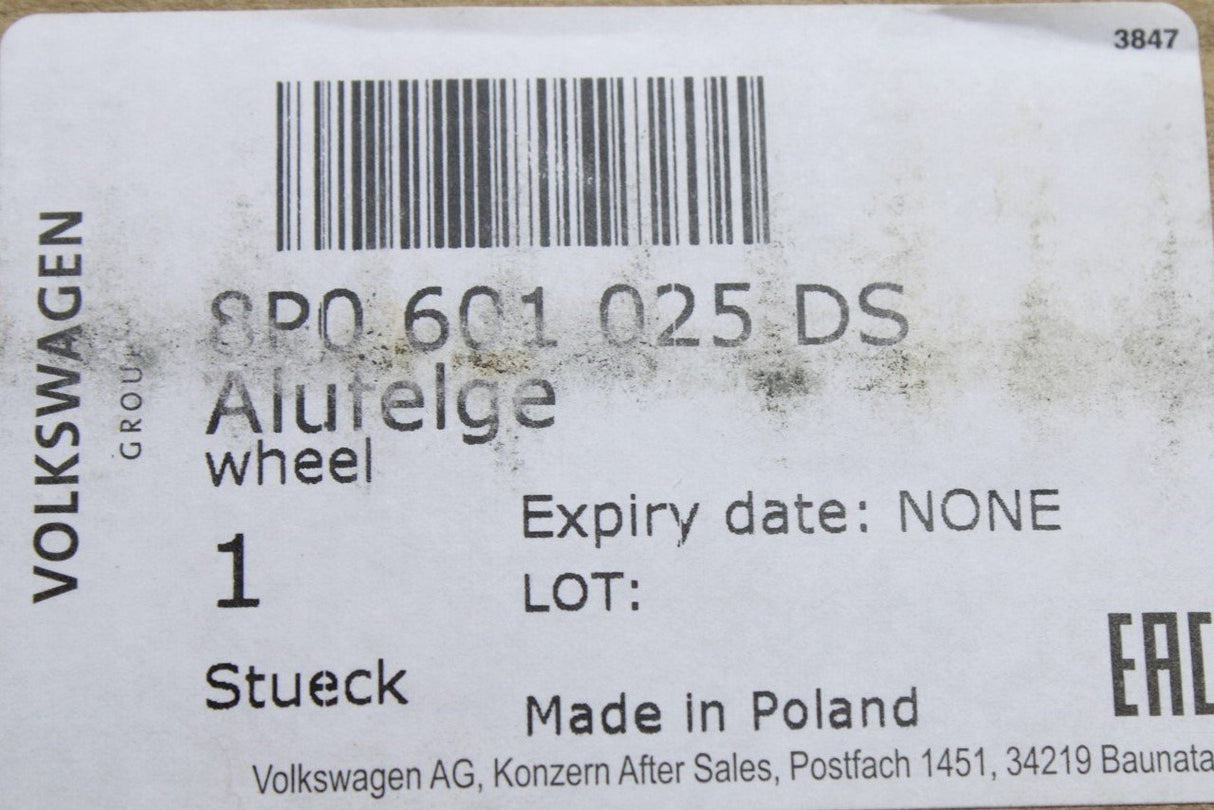 3847
VOLKSWAGEN
GROUP
8P0 601 025 DS
Alufelge
wheel
1
Expiry date: NONE
LOT:
Stueck
Made in Poland
EAC
Volkswagen AG, Konzern After Sales, Postfach 1451, 34219 Baunata